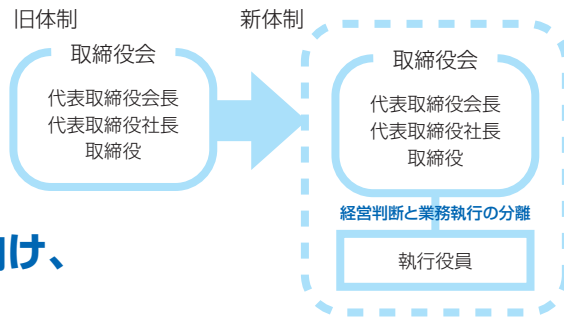 旧体制
取締役会
代表取締役会長
代表取締役社長
取締役
新体制
取締役会
代表取締役会長
代表取締役社長
取締役
経営判断と業務執行の分離
執行役員
け、